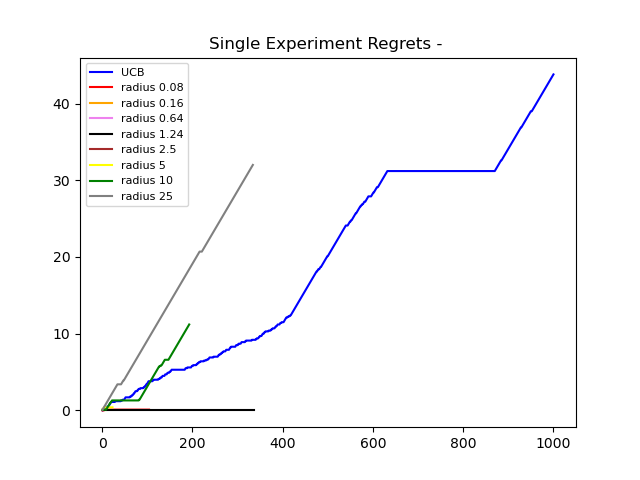 Single Experiment Regrets -
UCB
radius 0.08
radius 0.16
radius 0.64
radius 1.24
radius 2.5
radius 5
radius 10
radius 25
40
30
20
10
0
0 200 400 600 800 1000